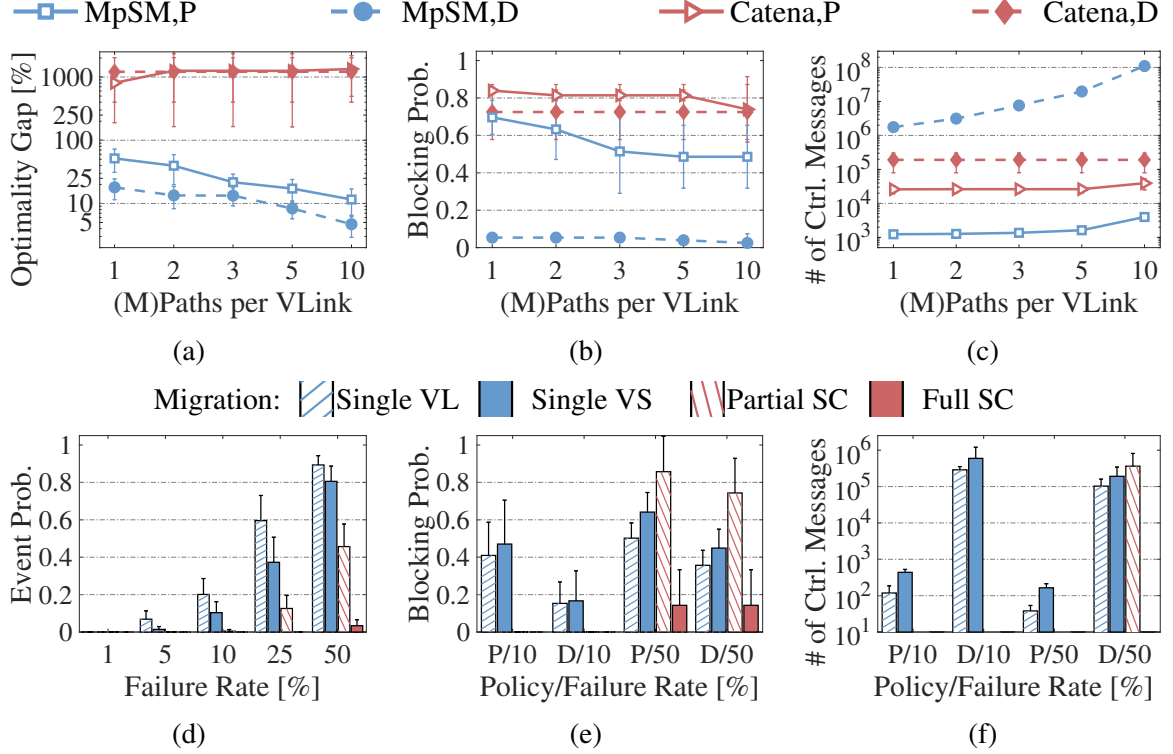 MpSM,P MpSM,D Catena,P Catena,D
Optimality Gap [%]
1000
250
100
25
10
5
1 2 3 5 10
(M)Paths per VLink
(a)
Blocking Prob.
1
0.8
0.6
0.4
0.2
0
1 2 3 5 10
(M)Paths per VLink
(b)
# of Ctrl. Messages
10^8
10^7
10^6
10^5
10^4
10^3
1 2 3 5 10
(M)Paths per VLink
(c)
Migration: Single VL Single VS Partial SC Full SC
Event Prob.
1
0.8
0.6
0.4
0.2
0
1 5 10 25 50
Failure Rate [%]
(d)
Blocking Prob.
1
0.8
0.6
0.4
0.2
0
P/10 D/10 P/50 D/50
Policy/Failure Rate [%]
(e)
# of Ctrl. Messages
10^6
10^5
10^4
10^3
10^2
10^1
P/10 D/10 P/50 D/50
Policy/Failure Rate [%]
(f)